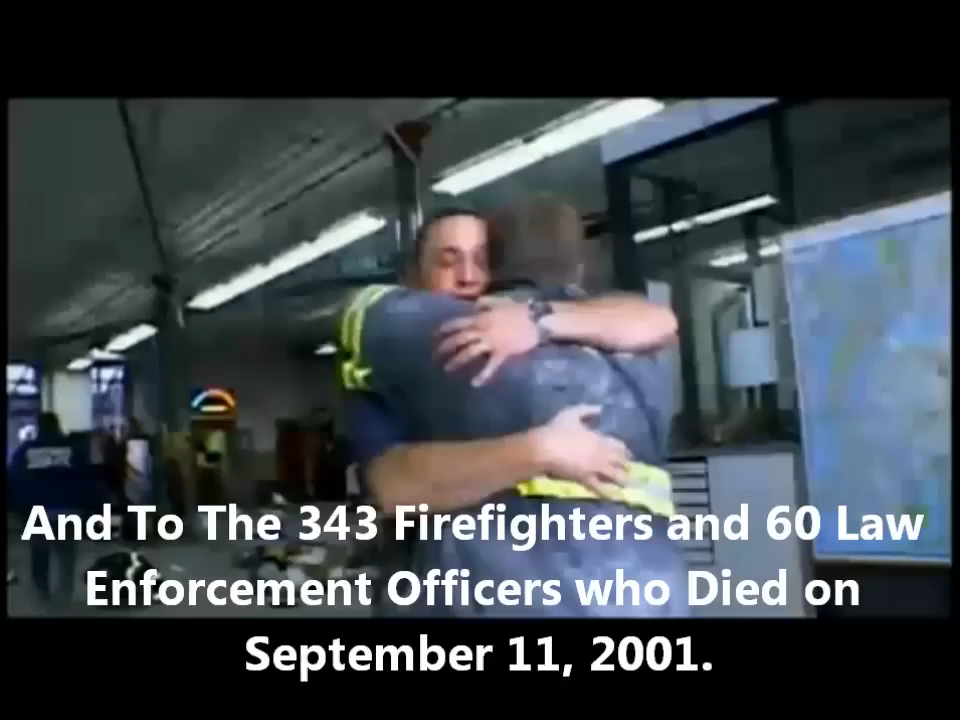 And To The 343 Firefighters and 60 Law
Enforcement Officers who Died on
September 11, 2001.